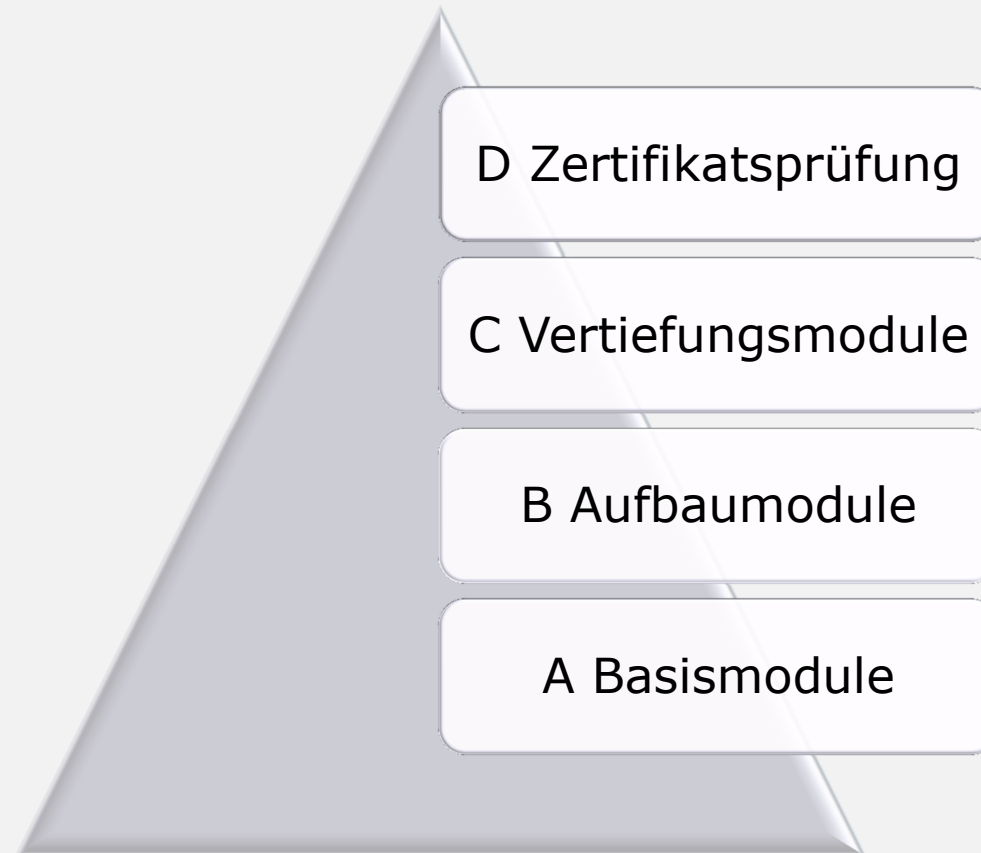 D Zertifikatsprüfung
C Vertiefungsmodule
B Aufbaumodule
A Basismodule